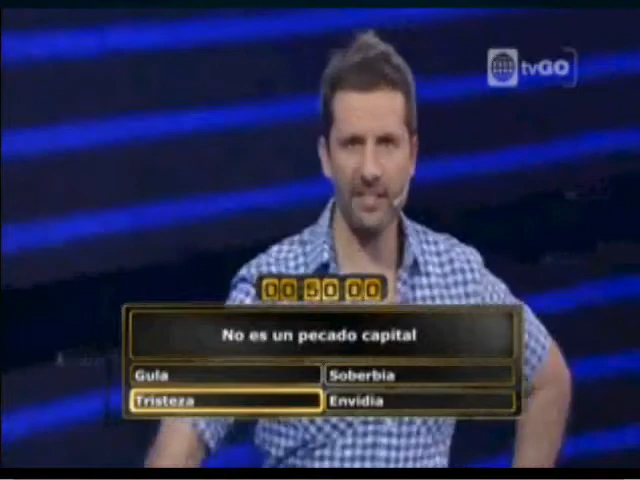 tvGO
00 50 00
No es un pecado capital
Gula
Soberbia
Tristeza
Envidia